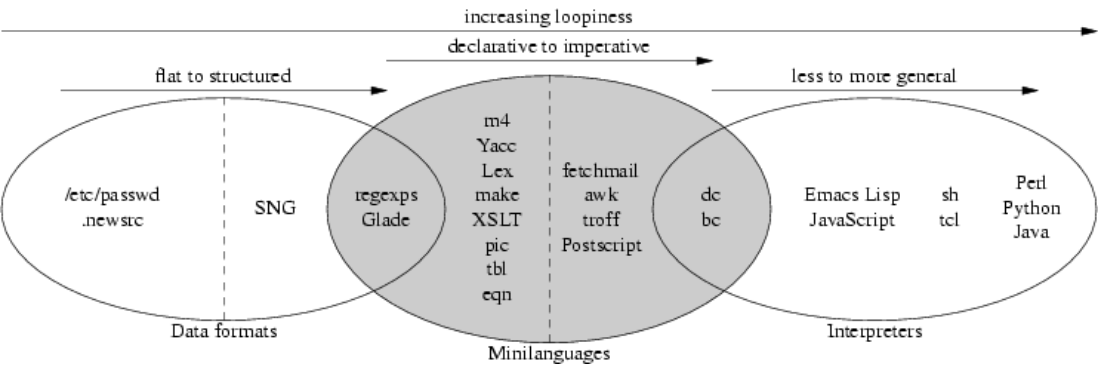 increasing loopiness
declarative to imperative
flat to structured
less to more general
/etc/passwd
.newsrc
SNG
regexps
Glade
m4
Yacc
Lex
make
XSLT
pic
tbl
eqn
fetchmail
awk
troff
Postscript
dc
bc
Emacs Lisp
JavaScript
sh
tcl
Perl
Python
Java
Data formats
Minilanguages
Interpreters